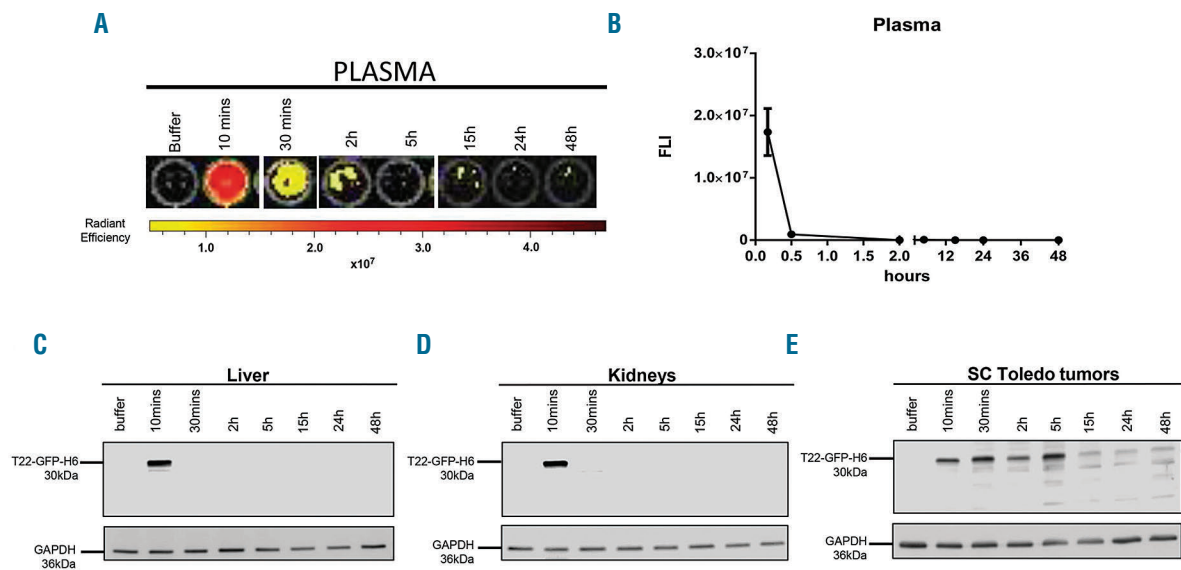 A
PLASMA
Buffer
10 mins
30 mins
2h
5h
15h
24h
48h
Radiant
Efficiency
1.0
2.0
3.0
4.0
x10⁷
B
Plasma
3.0×10⁷
2.0×10⁷
1.0×10⁷
0
FLI
0.0 0.5 1.0 1.5 2.0 12 24 36 48
hours
C
Liver
buffer
10mins
30mins
2h
5h
15h
24h
48h
T22-GFP-H6
30kDa
GAPDH
36kDa
D
Kidneys
buffer
10mins
30mins
2h
5h
15h
24h
48h
T22-GFP-H6
30kDa
GAPDH
36kDa
E
SC Toledo tumors
buffer
10mins
30mins
2h
5h
15h
24h
48h
T22-GFP-H6
30kDa
GAPDH
36kDa